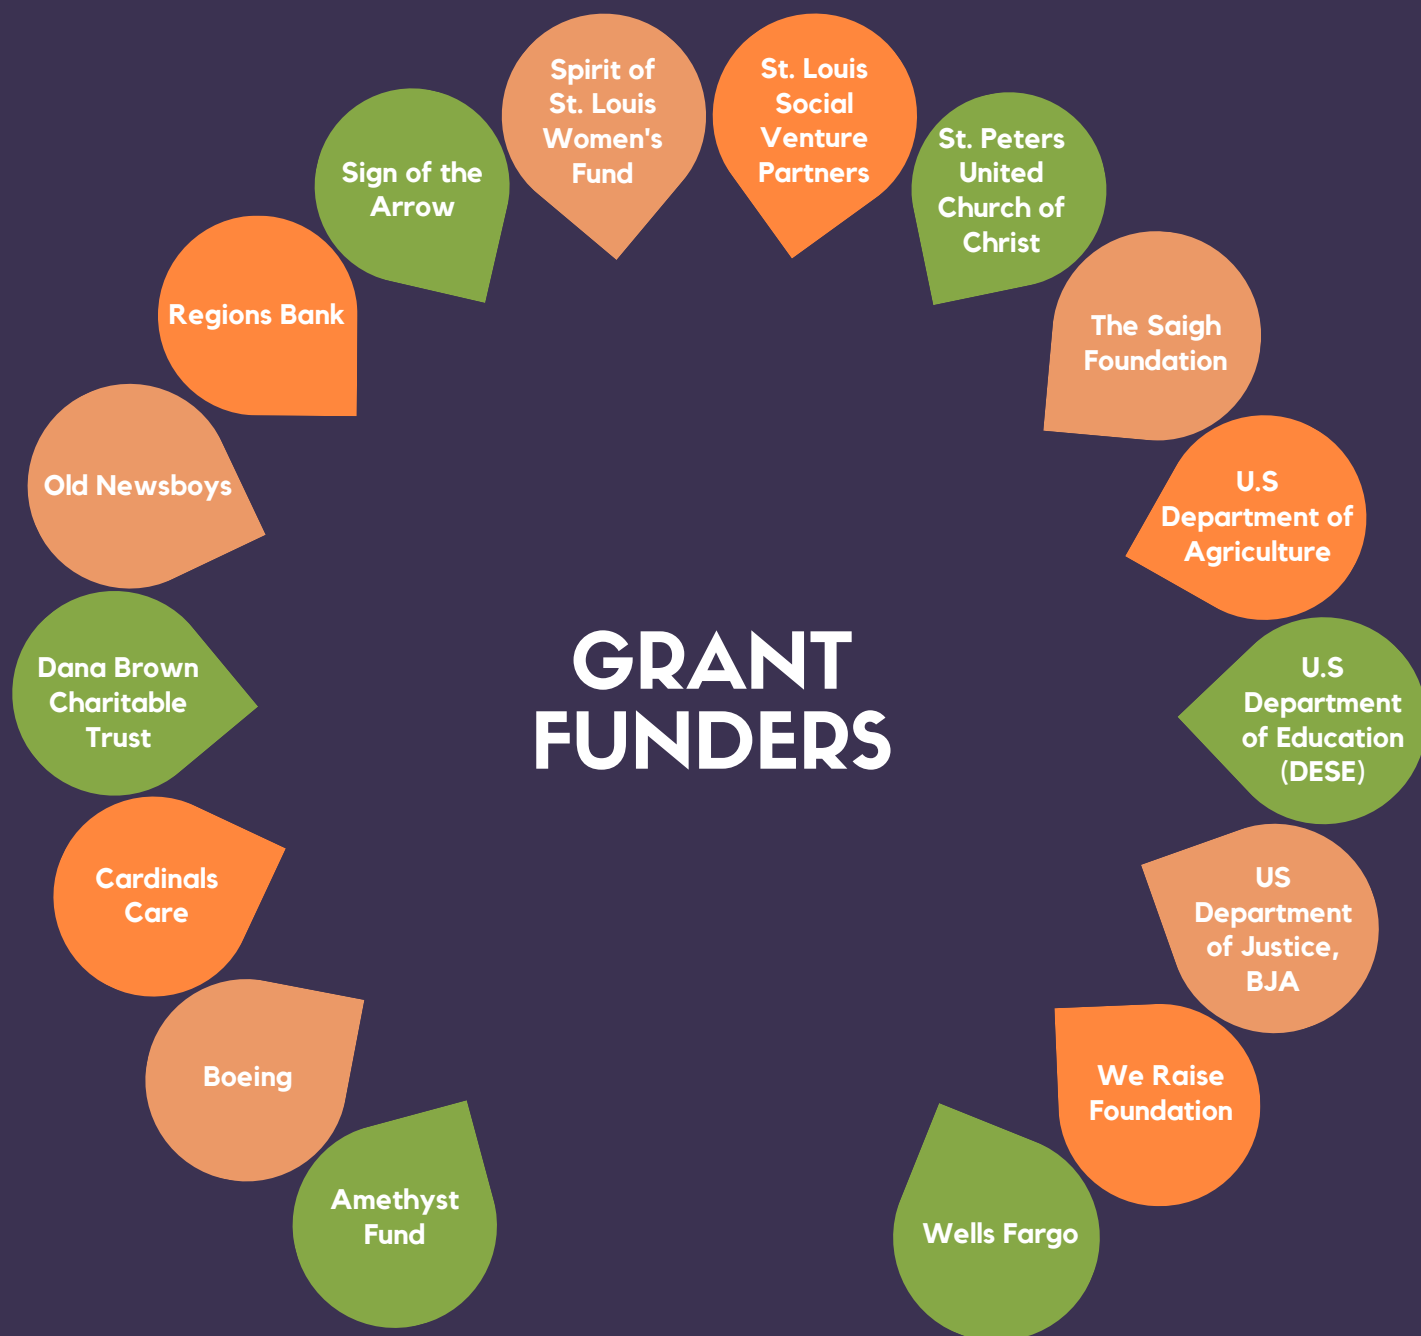 Spirit of
St. Louis
Women's
Fund
St. Louis
Social
Venture
Partners
Sign of the
Arrow
St. Peters
United
Church of
Christ
Regions Bank
The Saigh
Foundation
Old Newsboys
U.S
Department of
Agriculture
Dana Brown
Charitable
Trust
GRANT
FUNDERS
U.S
Department
of Education
(DESE)
Cardinals
Care
US
Department
of Justice,
BJA
Boeing
We Raise
Foundation
Amethyst
Fund
Wells Fargo